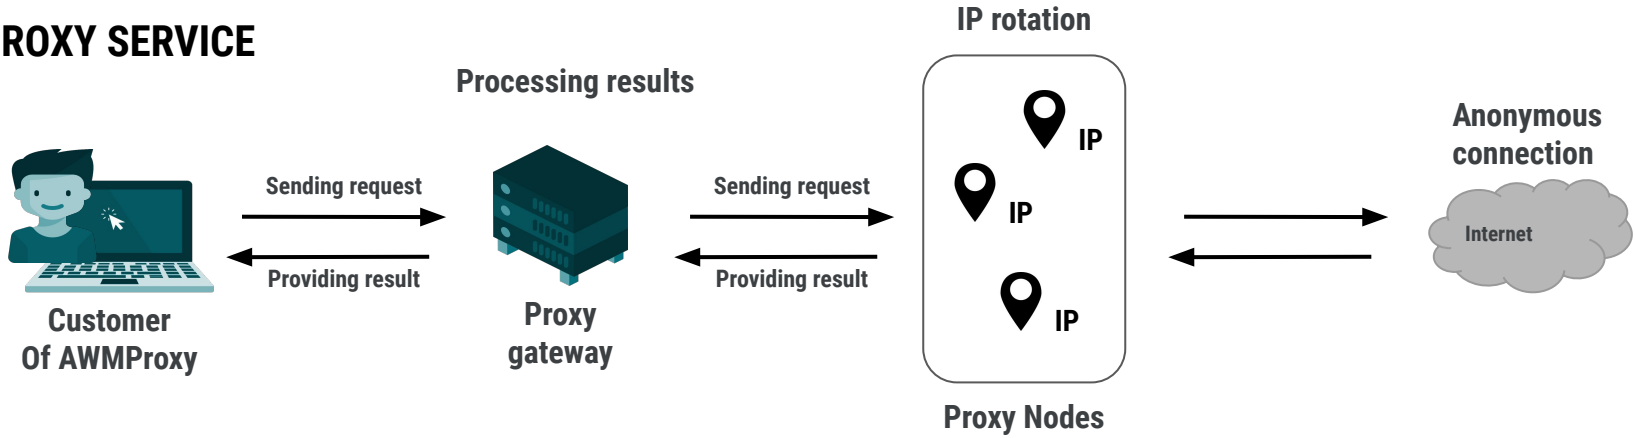 ROXY SERVICE
IP rotation
Processing results
Anonymous
connection
Sending request
Sending request
IP
IP
IP
Internet
Providing result
Providing result
Customer
Of AWMProxy
Proxy
gateway
Proxy Nodes